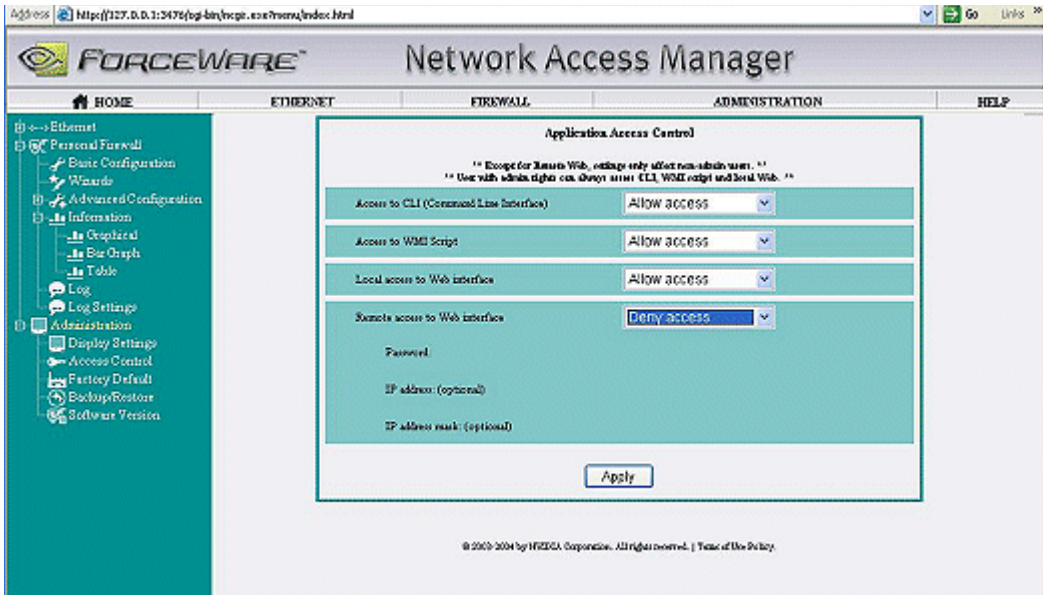 Address http://127.0.0.1:3476/cgi-bin/ncgir.exe?menu/index.html Go Links »
FORCEWARE™ Network Access Manager
HOME ETHERNET FIREWALL ADMINISTRATION HELP
Ethernet
Personal Firewall
Basic Configuration
Wizards
Advanced Configuration
Information
Graphical
Bar Graph
Table
Log
Log Settings
Administration
Display Settings
Access Control
Factory Default
Backup/Restore
Software Version
Application Access Control
** Except for Remote Web, settings only affect non-admin users. **
** User with admin rights can always access CLI, WMI script and local Web. **
Access to CLI (Command Line Interface) Allow access
Access to WMI Script Allow access
Local access to Web interface Allow access
Remote access to Web interface Deny access
Password:
IP address: (optional)
IP address mask: (optional)
Apply
© 2003-2004 by NVIDIA Corporation. All rights reserved. | Terms of Use Policy.